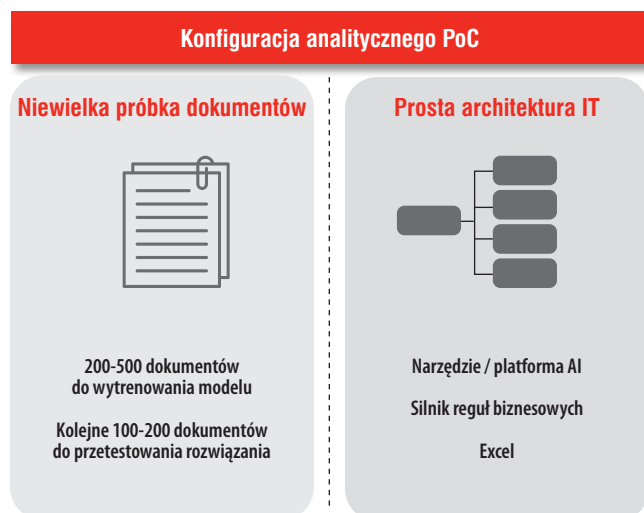 Konfiguracja analitycznego PoC
Niewielka próbka dokumentów
200-500 dokumentów
do wytrenowania modelu
Kolejne 100-200 dokumentów
do przetestowania rozwiązania
Prosta architektura IT
Narzędzie / platforma AI
Silnik reguł biznesowych
Excel